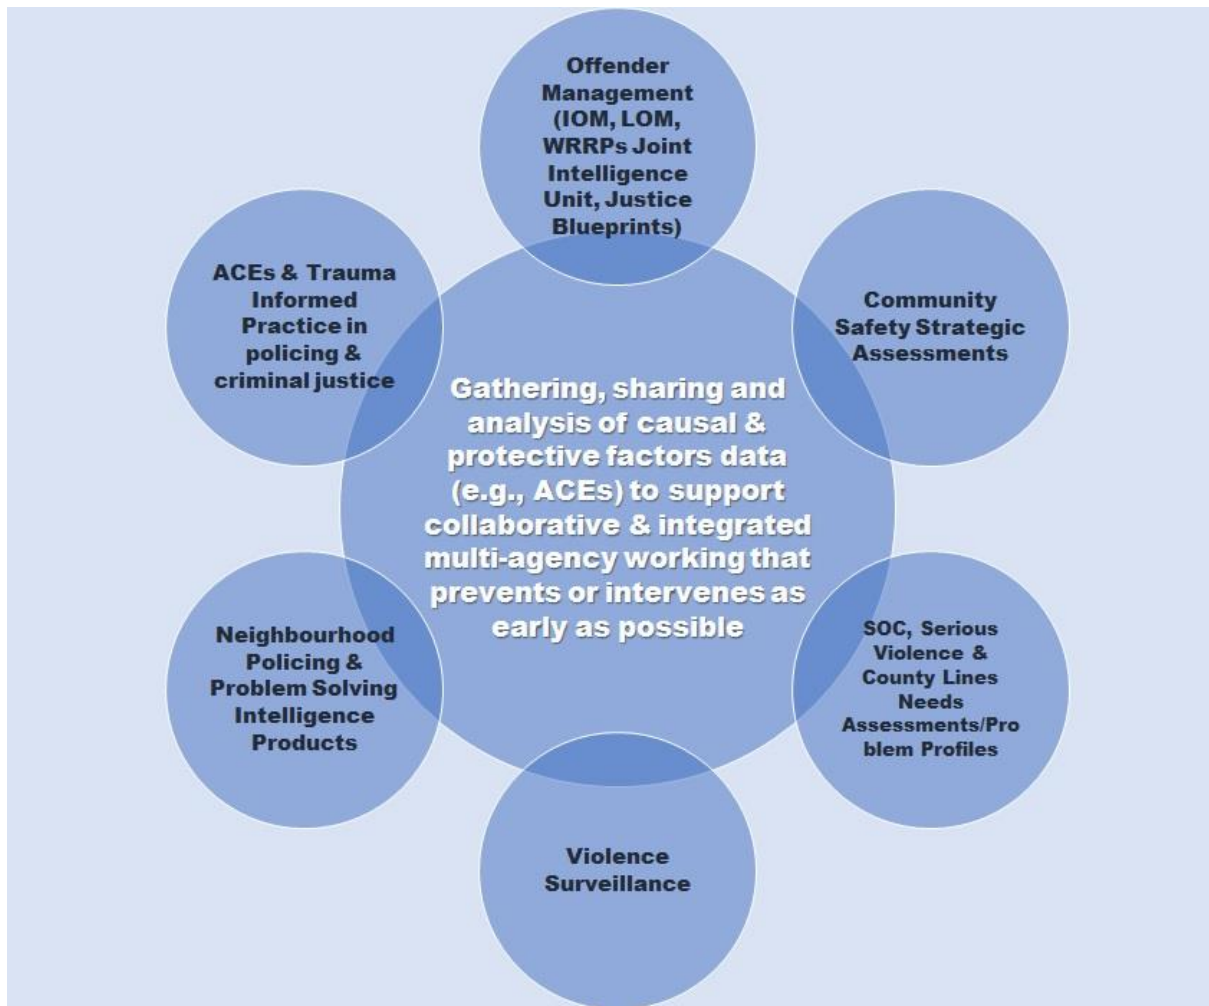 Offender
Management
(IOM, LOM,
WRRPs Joint
Intelligence
Unit, Justice
Blueprints)
Community
Safety Strategic
Assessments
SOC, Serious
Violence &
County Lines
Needs
Assessments/Pro
blem Profiles
Violence
Surveillance
Neighbourhood
Policing &
Problem Solving
Intelligence
Products
ACEs & Trauma
Informed
Practice in
policing &
criminal justice
Gathering, sharing and
analysis of causal &
protective factors data
(e.g., ACEs) to support
collaborative & integrated
multi-agency working that
prevents or intervenes as
early as possible